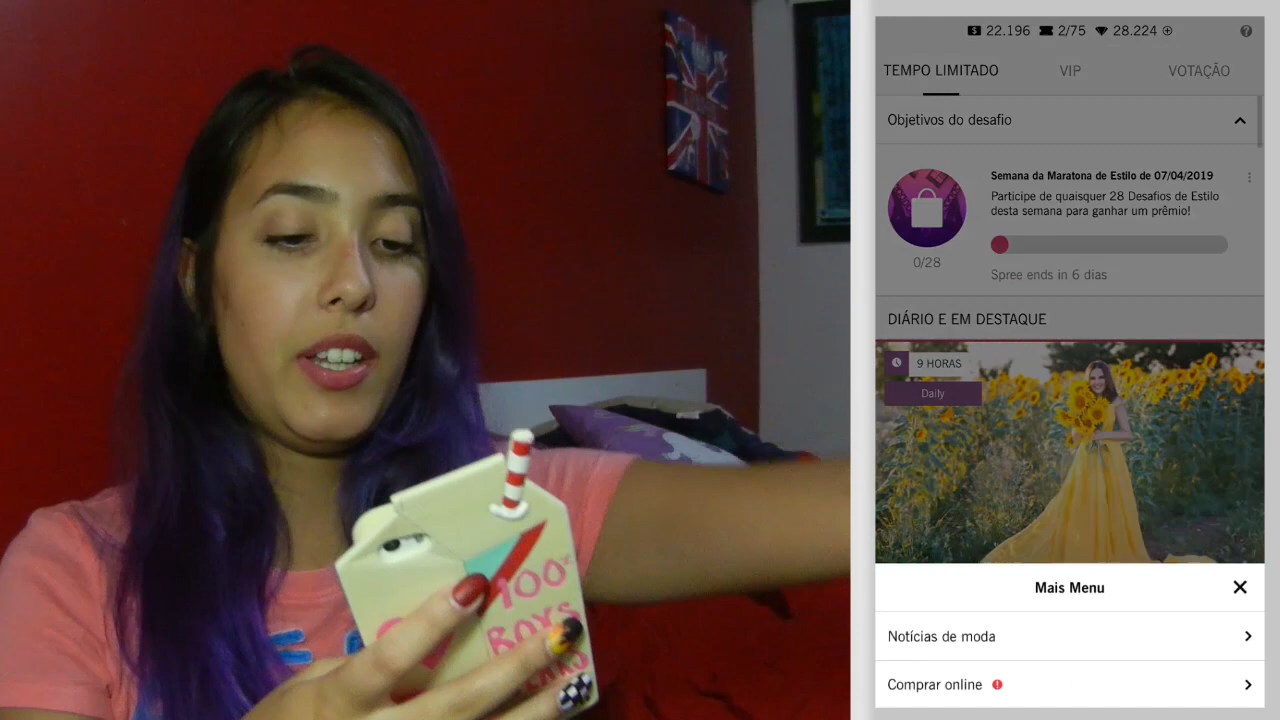 22.196 2/75 28.224
TEMPO LIMITADO VIP VOTAÇÃO
Objetivos do desafio
Semana da Maratona de Estilo de 07/04/2019
Participe de quaisquer 28 Desafios de Estilo
desta semana para ganhar um prêmio!
0/28
Spree ends in 6 dias
DIÁRIO E EM DESTAQUE
9 HORAS
Daily
Mais Menu
Notícias de moda
Comprar online
100%
BOYS